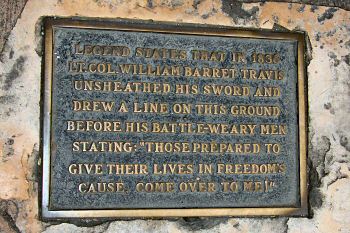 LEGEND STATES THAT IN 1836
LT. COL. WILLIAM BARRET TRAVIS
UNSHEATHED HIS SWORD AND
DREW A LINE ON THIS GROUND
BEFORE HIS BATTLE-WEARY MEN
STATING: "THOSE PREPARED TO
GIVE THEIR LIVES IN FREEDOM'S
CAUSE, COME OVER TO ME!"